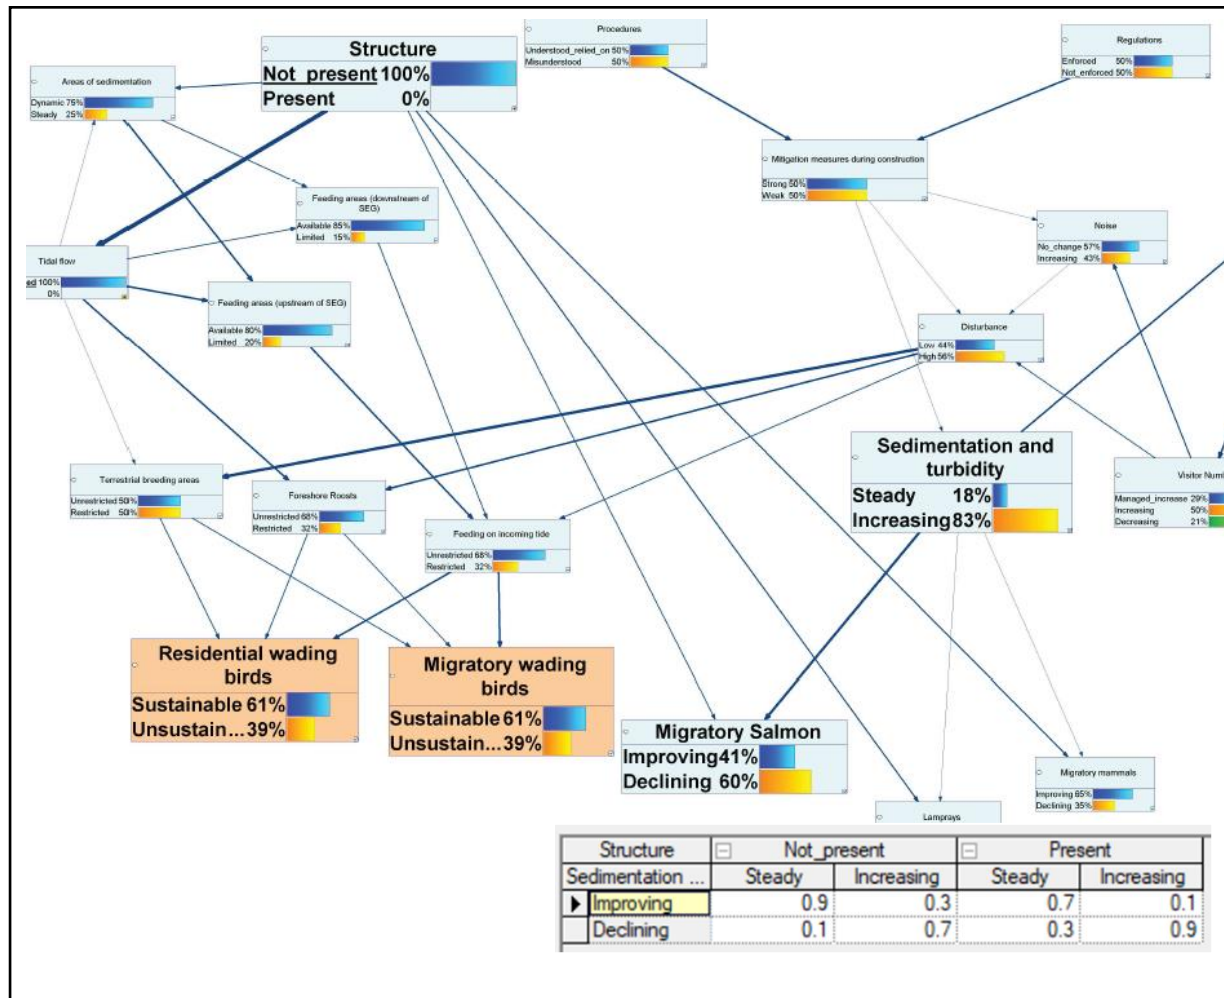 Procedures
Understood_relied_on 50%
Misunderstood 50%
Regulations
Enforced 50%
Not_enforced 50%
Structure
Not_present 100%
Present 0%
Areas of sedimentation
Dynamic 75%
Steady 25%
Mitigation measures during construction
Strong 50%
Weak 50%
Feeding areas (downstream of
SEG)
Available 85%
Limited 15%
Noise
No_change 57%
Increasing 43%
Tidal flow
ed 100%
0%
Feeding areas (upstream of SEG)
Available 80%
Limited 20%
Disturbance
Low 44%
High 56%
Sedimentation and
turbidity
Steady 18%
Increasing 83%
Visitor Num
Managed_increase 29%
Increasing 50%
Decreasing 21%
Terrestrial breeding areas
Unrestricted 50%
Restricted 50%
Foreshore Roosts
Unrestricted 68%
Restricted 32%
Feeding on incoming tide
Unrestricted 68%
Restricted 32%
Residential wading
birds
Sustainable 61%
Unsustain... 39%
Migratory wading
birds
Sustainable 61%
Unsustain... 39%
Migratory Salmon
Improving 41%
Declining 60%
Migratory mammals
Improving 65%
Declining 35%
Lamprays
Structure Not_present Present
Sedimentation ... Steady Increasing Steady Increasing
Improving 0.9 0.3 0.7 0.1
Declining 0.1 0.7 0.3 0.9